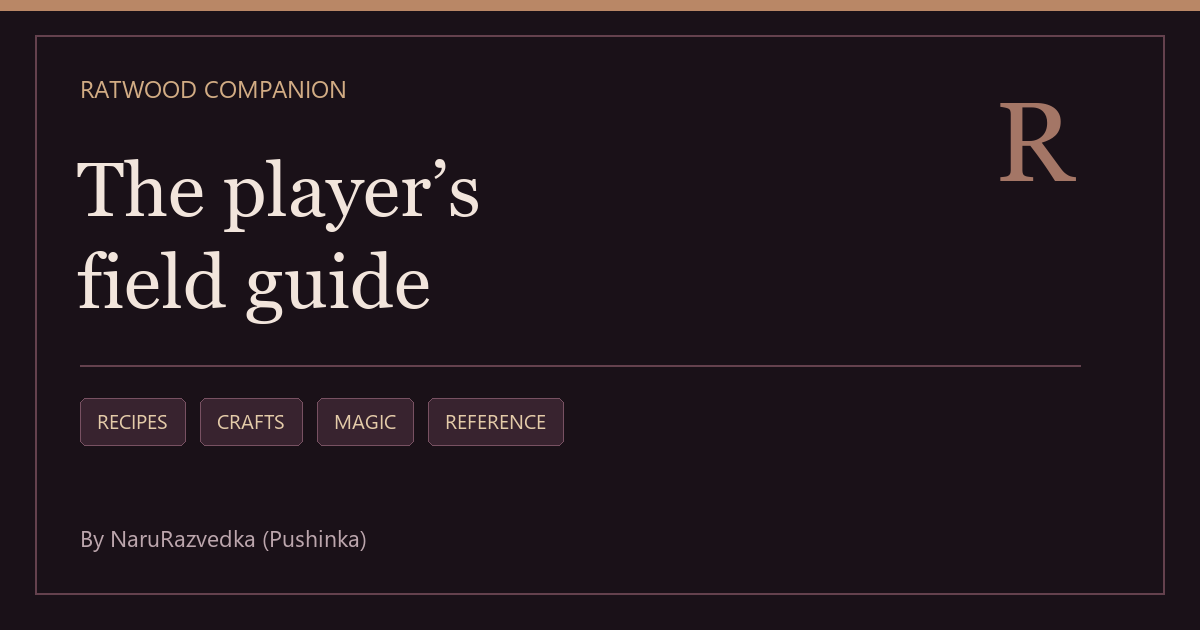 RATWOOD COMPANION
R
The player’s
field guide
RECIPES
CRAFTS
MAGIC
REFERENCE
By NaruRazvedka (Pushinka)